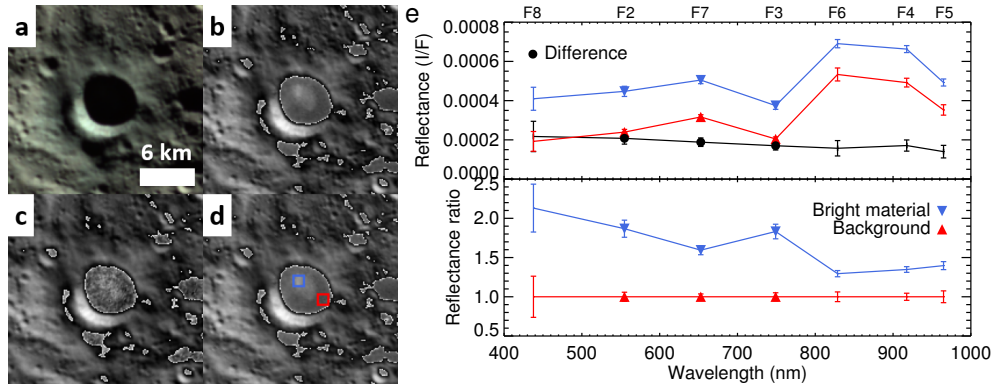 a
b
6 km
c
d
e
F8 F2 F7 F3 F6 F4 F5
0.0008
0.0006
0.0004
0.0002
0.0000
Reflectance (I/F)
Difference
2.5
2.0
1.5
1.0
0.5
Reflectance ratio
Bright material
Background
400 500 600 700 800 900 1000
Wavelength (nm)